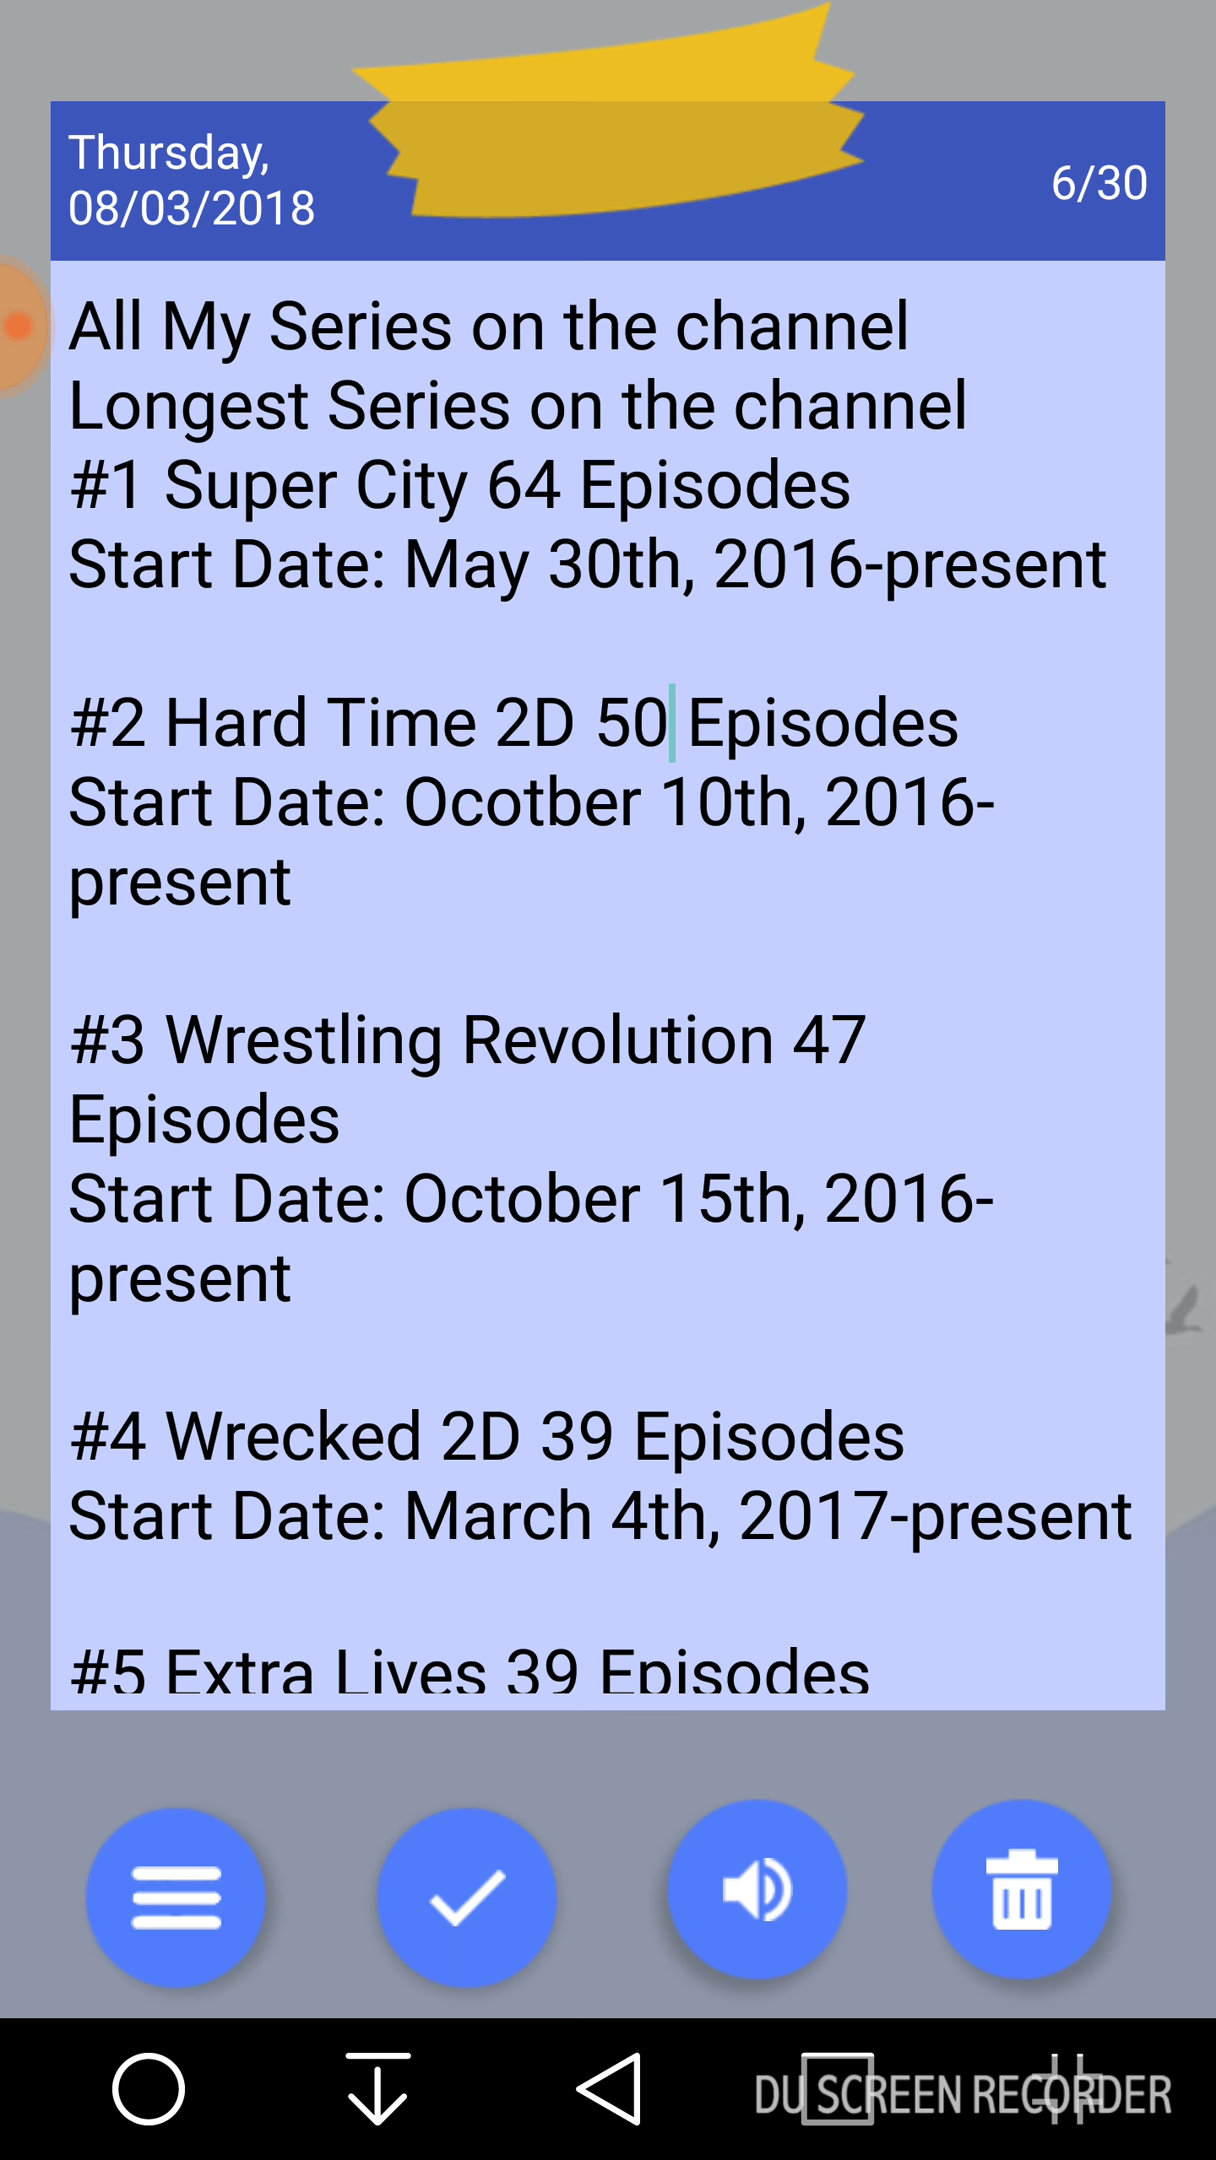 Thursday,
08/03/2018
6/30
All My Series on the channel
Longest Series on the channel
#1 Super City 64 Episodes
Start Date: May 30th, 2016-present
#2 Hard Time 2D 50 Episodes
Start Date: Ocotber 10th, 2016-
present
#3 Wrestling Revolution 47
Episodes
Start Date: October 15th, 2016-
present
#4 Wrecked 2D 39 Episodes
Start Date: March 4th, 2017-present
#5 Extra Lives 39 Episodes
DU SCREEN RECORDER